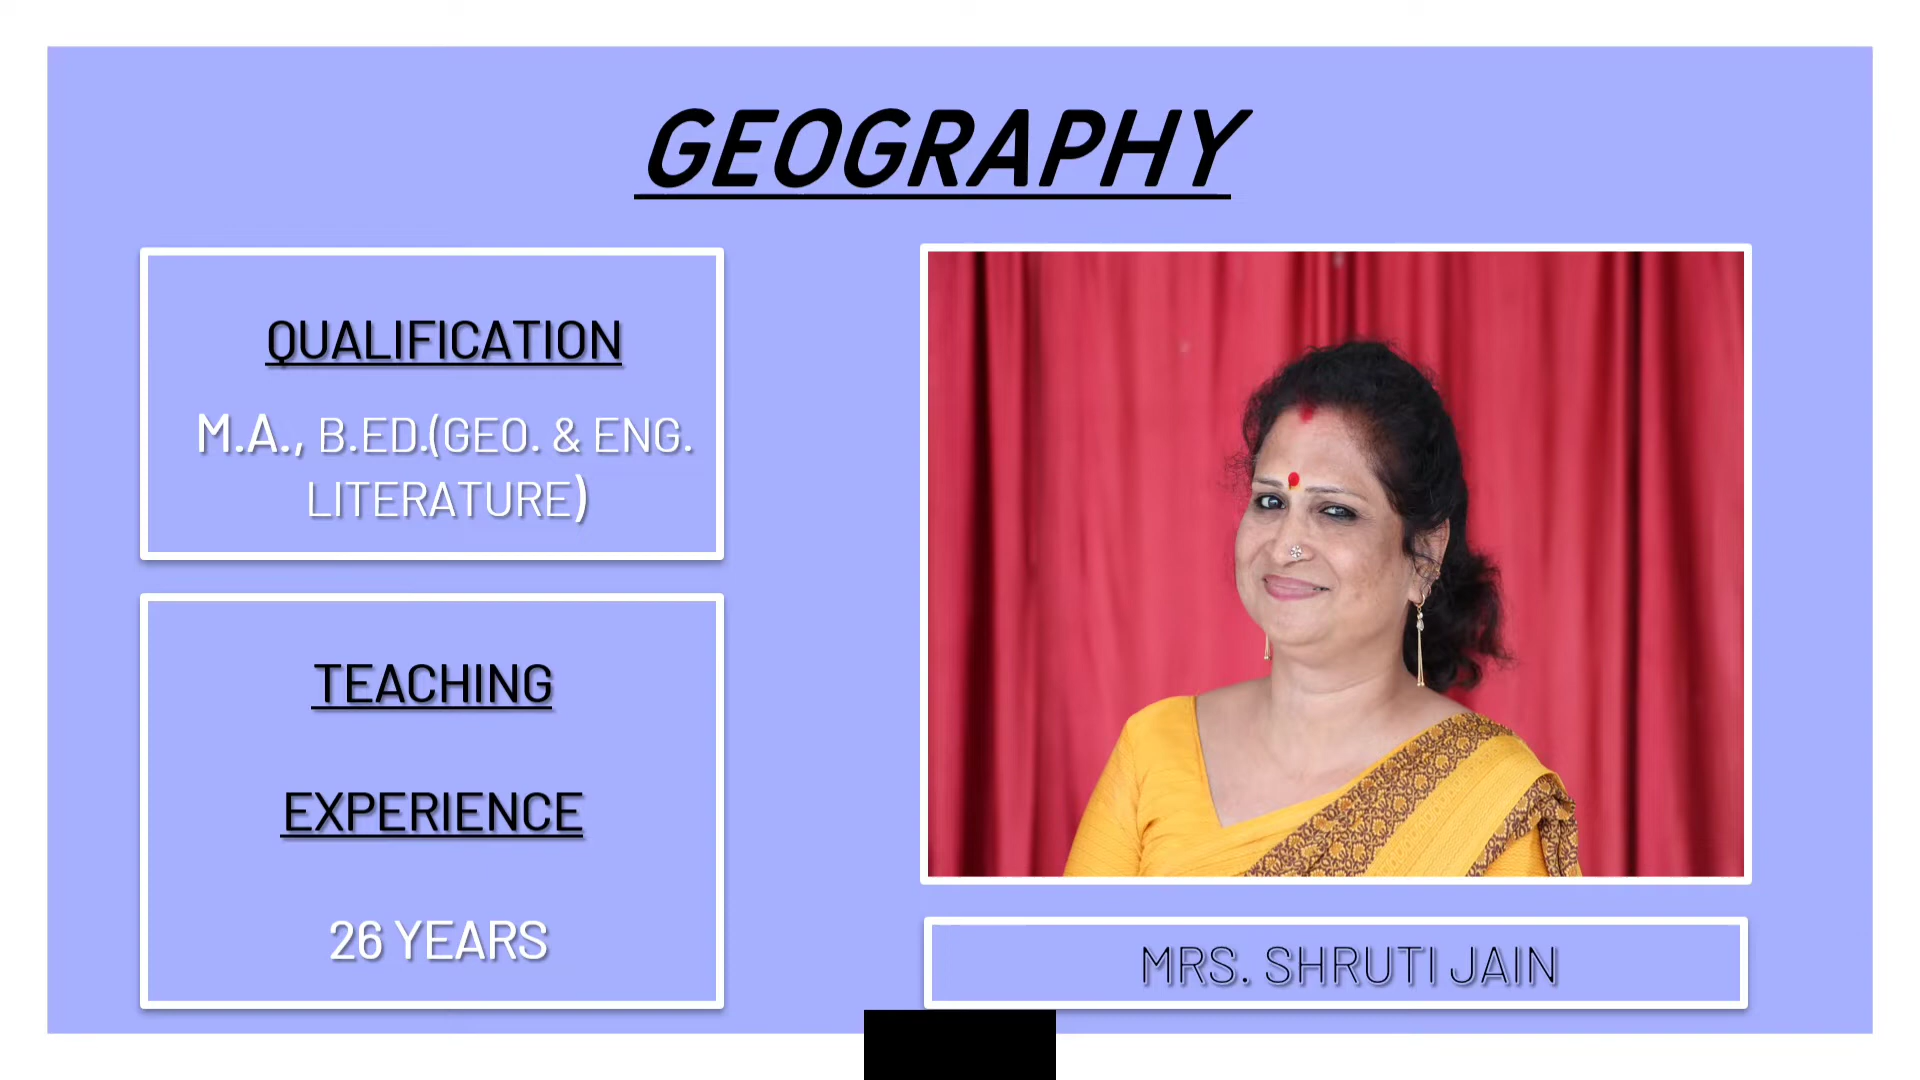 GEOGRAPHY
QUALIFICATION
M.A., B.ED.(GEO. & ENG.
LITERATURE)
TEACHING
EXPERIENCE
26 YEARS
MRS. SHRUTI JAIN